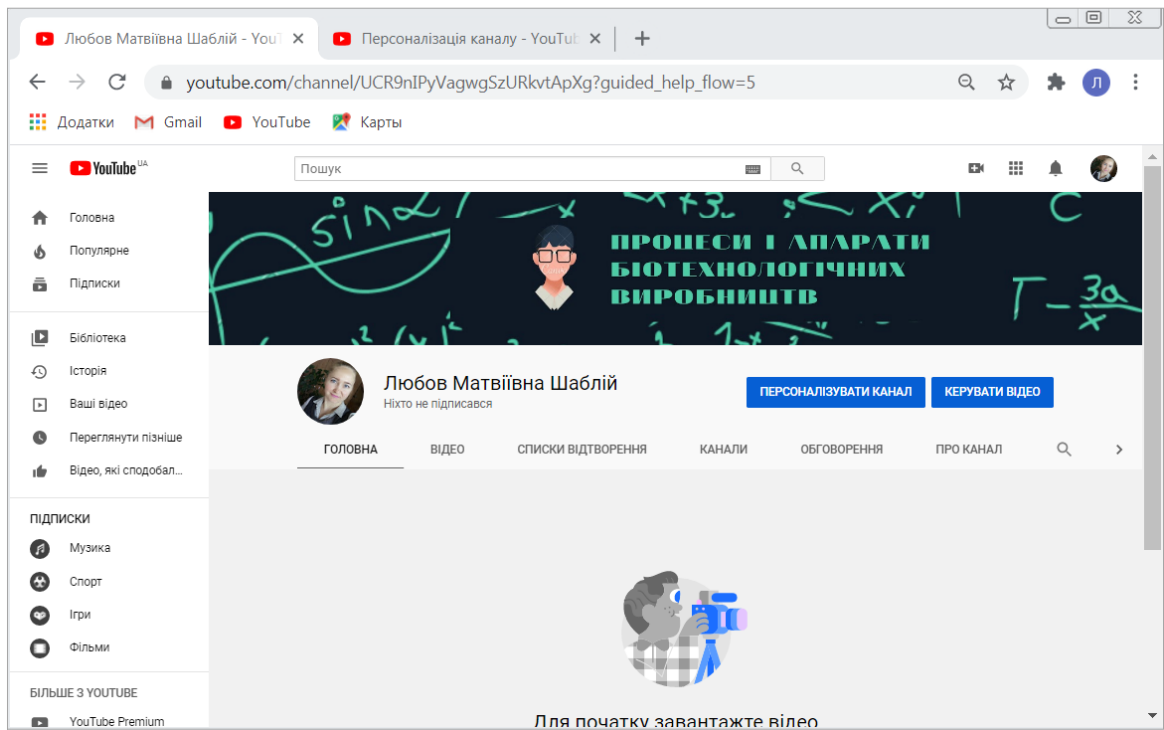 Любов Матвіївна Шаблій - YouT
Персоналізація каналу - YouTub
youtube.com/channel/UCR9nIPyVagwgSzURkvtApXg?guided_help_flow=5
Л
Додатки Gmail YouTube Карты
YouTube UA
Пошук
Головна
Популярне
Підписки
Бібліотека
Історія
Ваші відео
Переглянути пізніше
Відео, які сподобал...
ПІДПИСКИ
Музика
Спорт
Ігри
Фільми
БІЛЬШЕ З YOUTUBE
YouTube Premium
sin α
ПРОЦЕСИ І АПАРАТИ
БІОТЕХНОЛОГІЧНИХ
ВИРОБНИЦТВ
Любов Матвіївна Шаблій
Ніхто не підписався
ПЕРСОНАЛІЗУВАТИ КАНАЛ
КЕРУВАТИ ВІДЕО
ГОЛОВНА ВІДЕО СПИСКИ ВІДТВОРЕННЯ КАНАЛИ ОБГОВОРЕННЯ ПРО КАНАЛ
Для початку завантажте відео